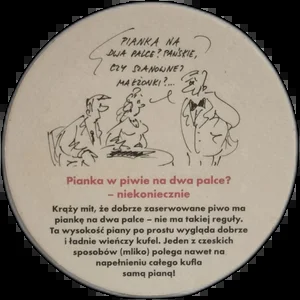 PIANKA NA
DWA PALCE? PAŃSKIE,
CZY SZANOWNEJ
MAŁŻONKI?...
Pianka w piwie na dwa palce?
– niekoniecznie
Krąży mit, że dobrze zaserwowane piwo ma
piankę na dwa palce – nie ma takiej reguły.
Ta wysokość piany po prostu wygląda dobrze
i ładnie wieńczy kufel. Jeden z czeskich
sposobów (mliko) polega nawet na
napełnieniu całego kufla
samą pianą!